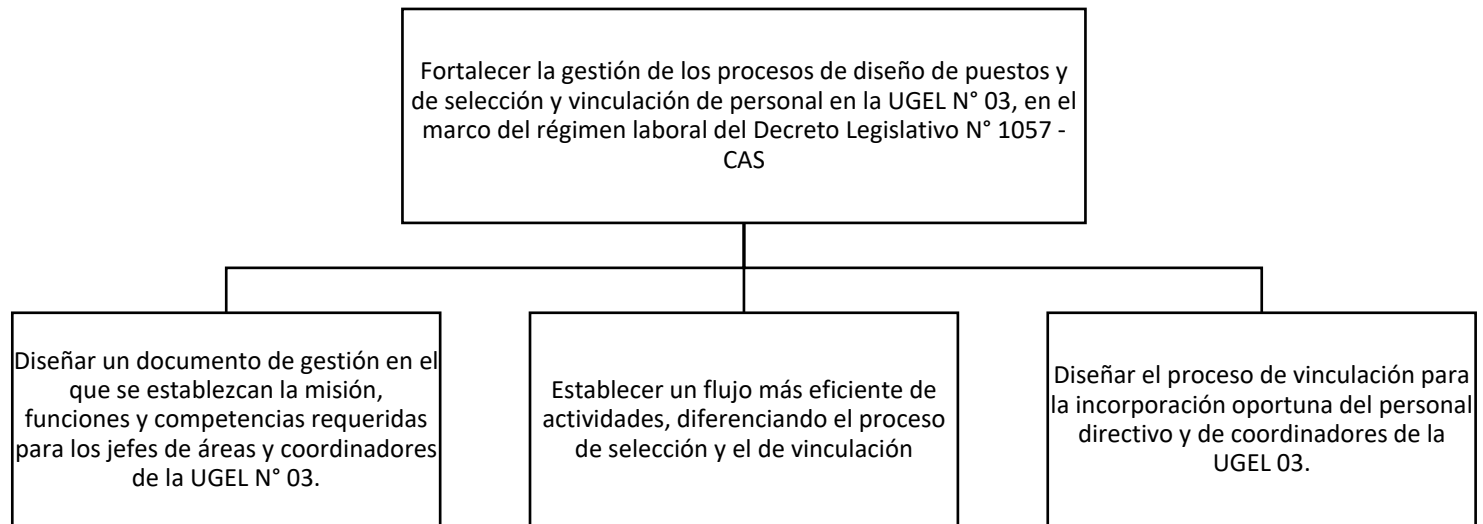 Fortalecer la gestión de los procesos de diseño de puestos y
de selección y vinculación de personal en la UGEL N° 03, en el
marco del régimen laboral del Decreto Legislativo N° 1057 -
CAS
Diseñar un documento de gestión en el
que se establezcan la misión,
funciones y competencias requeridas
para los jefes de áreas y coordinadores
de la UGEL N° 03.
Establecer un flujo más eficiente de
actividades, diferenciando el proceso
de selección y el de vinculación
Diseñar el proceso de vinculación para
la incorporación oportuna del personal
directivo y de coordinadores de la
UGEL 03.